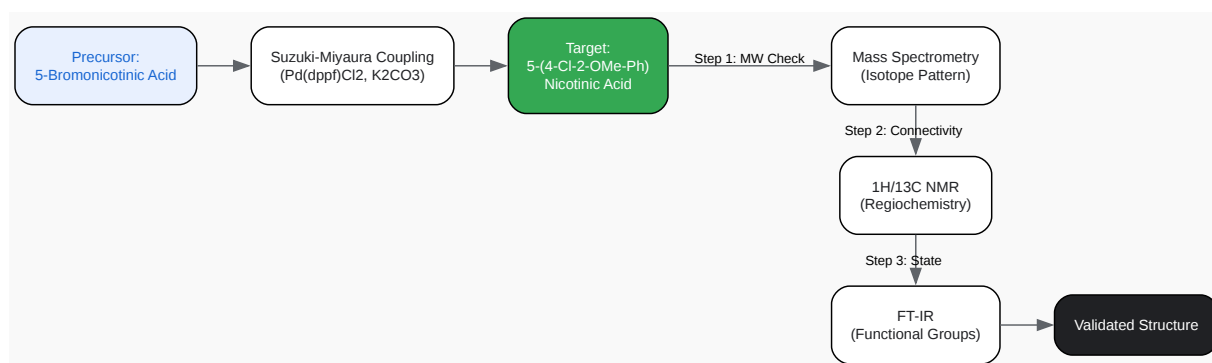 Precursor:
5-Bromonicotinic Acid
Suzuki-Miyaura Coupling
(Pd(dppf)Cl2, K2CO3)
Target:
5-(4-Cl-2-OMe-Ph)
Nicotinic Acid
Step 1: MW Check
Mass Spectrometry
(Isotope Pattern)
Step 2: Connectivity
1H/13C NMR
(Regiochemistry)
Step 3: State
FT-IR
(Functional Groups)
Validated Structure